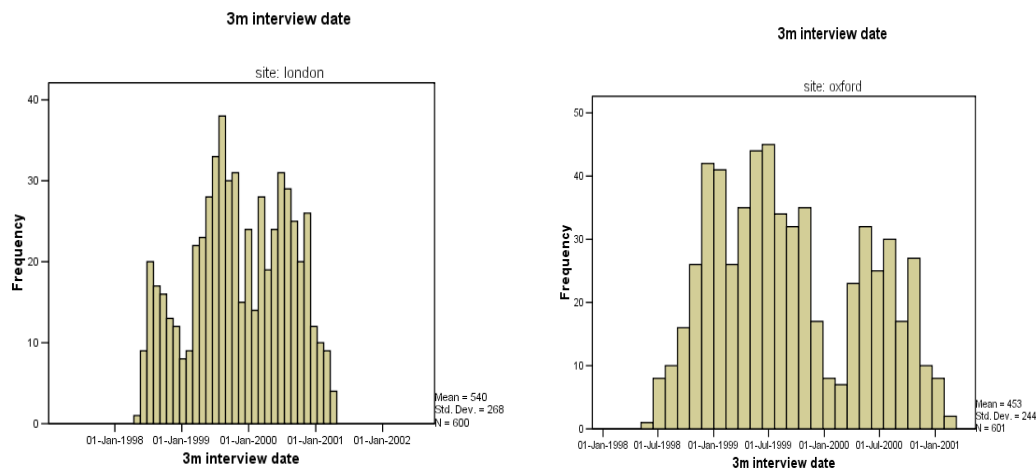 3m interview date
site: london
40
30
20
10
0
Frequency
01-Jan-1998 01-Jan-1999 01-Jan-2000 01-Jan-2001 01-Jan-2002
3m interview date
Mean = 540
Std. Dev. = 268
N = 600
3m interview date
site: oxford
50
40
30
20
10
0
Frequency
01-Jan-1998 01-Jul-1998 01-Jan-1999 01-Jul-1999 01-Jan-2000 01-Jul-2000 01-Jan-2001
3m interview date
Mean = 453
Std. Dev. = 244
N = 601